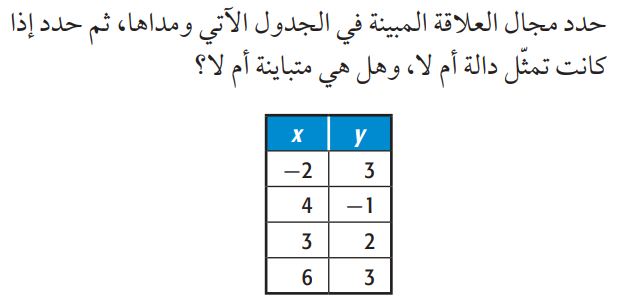 حدد مجال العلاقة المبينة في الجدول الآتي ومداها، ثم حدد إذا
كانت تمثّل دالة أم لا، وهل هي متباينة أم لا؟
x y
−2 3
4 −1
3 2
6 3